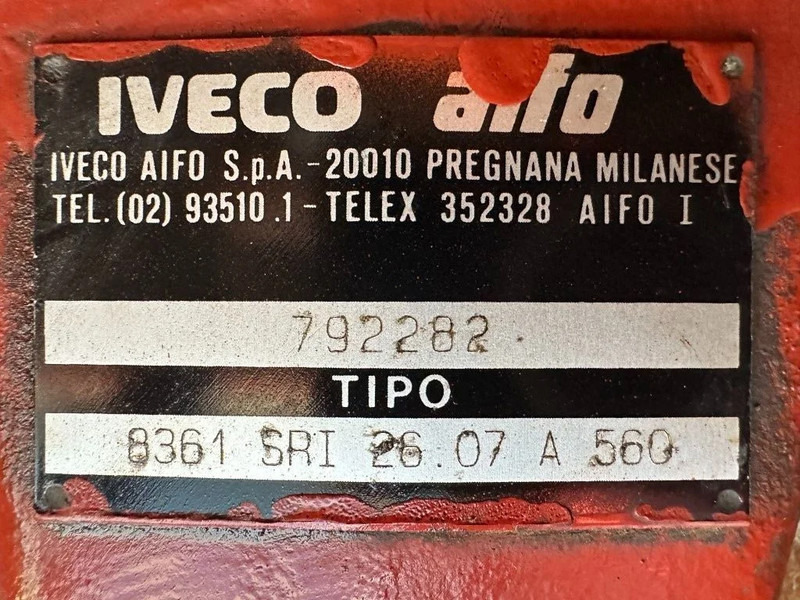 IVECO aifo
IVECO AIFO S.p.A. - 20010 PREGNANA MILANESE
TEL. (02) 93510.1 - TELEX 352328 AIFO I
792282
TIPO
8361 SRI 26.07 A 560